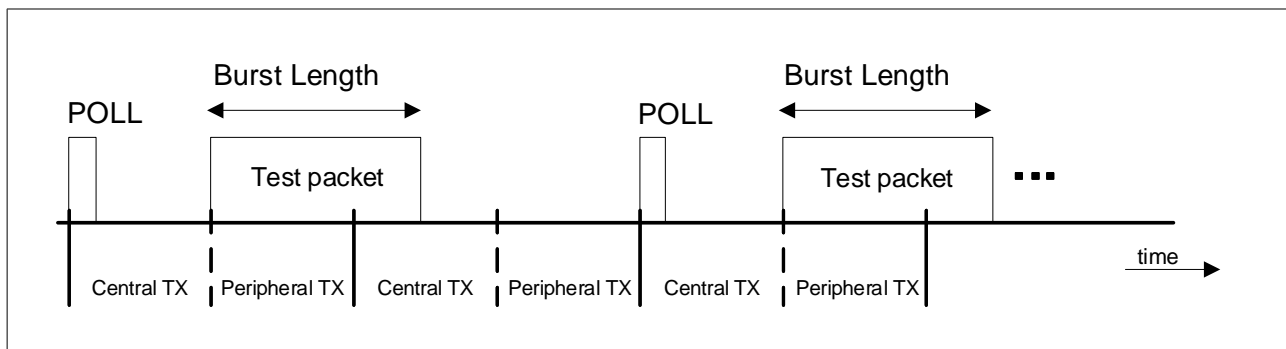 Burst Length
Burst Length
POLL
POLL
Test packet
Test packet
time
Central TX
Peripheral TX
Central TX
Peripheral TX
Central TX
Peripheral TX